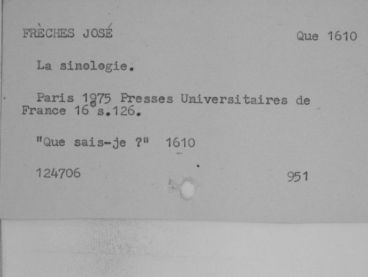 FRÈCHES JOSÉ Que 1610
La sinologie.
Paris 1975 Presses Universitaires de
France 16° s.126.
"Que sais-je ?" 1610
124706 951